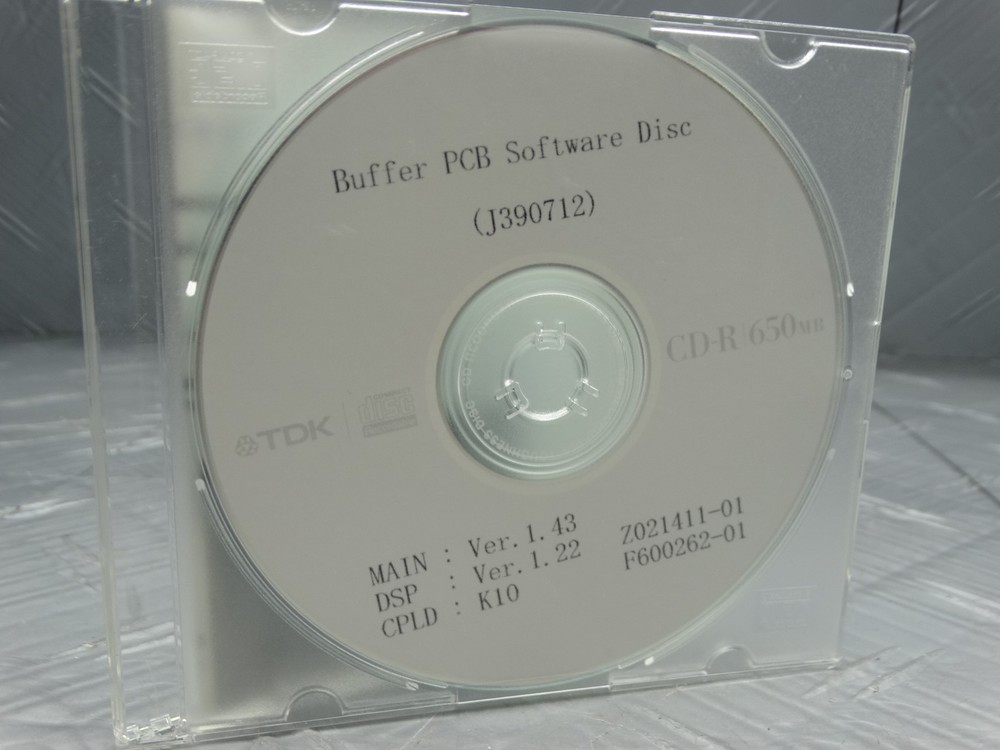 Buffer PCB Software Disc
(J390712)
CD-R 650MB
TDK
disc
MAIN : Ver.1.43 Z021411-01
DSP : Ver.1.22 F600262-01
CPLD : K10